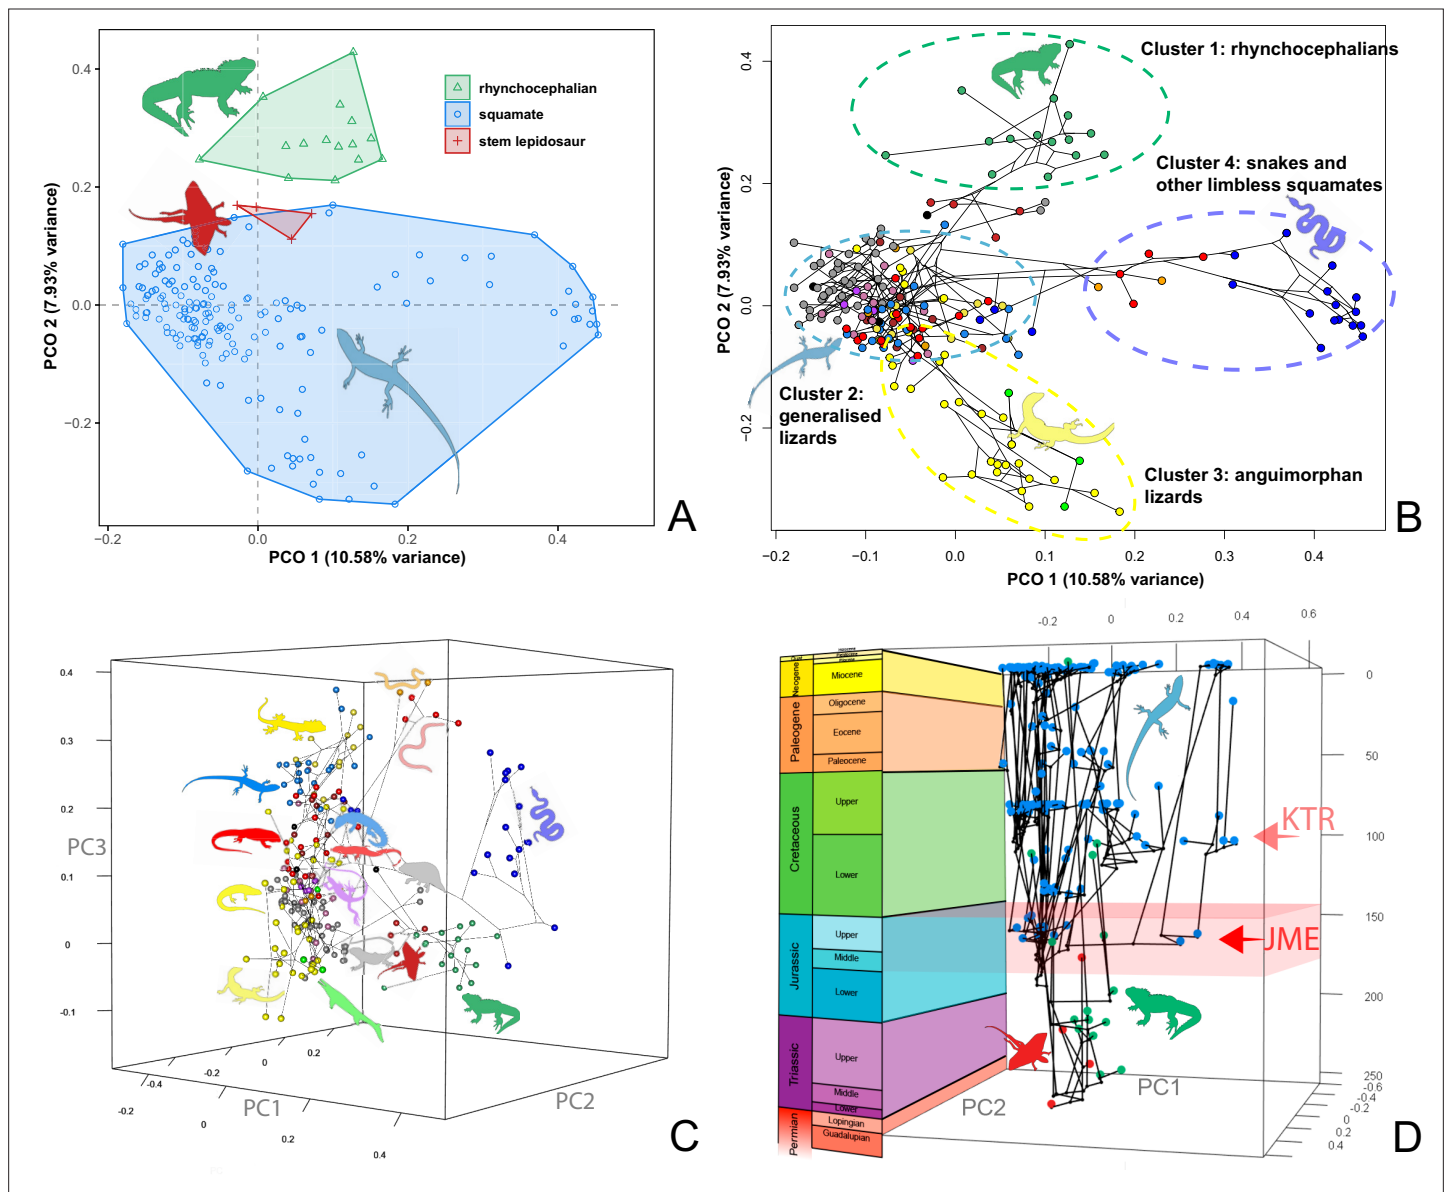 0.4
0.2
0.0
−0.2
PCO 2 (7.93% variance)
rhynchocephalian
squamate
stem lepidosaur
−0.2
0.0
0.2
0.4
PCO 1 (10.58% variance)
A
0.4
0.2
0.0
−0.2
PCO 2 (7.93% variance)
Cluster 1: rhynchocephalians
Cluster 4: snakes and
other limbless squamates
Cluster 2:
generalised
lizards
Cluster 3: anguimorphan
lizards
−0.2
−0.1
0.0
0.1
0.2
0.3
0.4
PCO 1 (10.58% variance)
B
0.4
0.3
0.2
PC3
0.1
0
-0.1
-0.4
-0.2
0
0.2
-0.2
0
0.2
0.4
PC1
PC2
C
-0.2
0
0.2
0.4
0.6
Neogene
Miocene
Paleogene
Oligocene
Eocene
Paleocene
Cretaceous
Upper
Lower
Jurassic
Upper
Middle
Lower
Triassic
Upper
Middle
Lower
Permian
Lopingian
Guadalupian
0
50
100
150
200
250
KTR
JME
PC2
PC1
-0.6
-0.4
-0.2
0
0.2
0.4
D